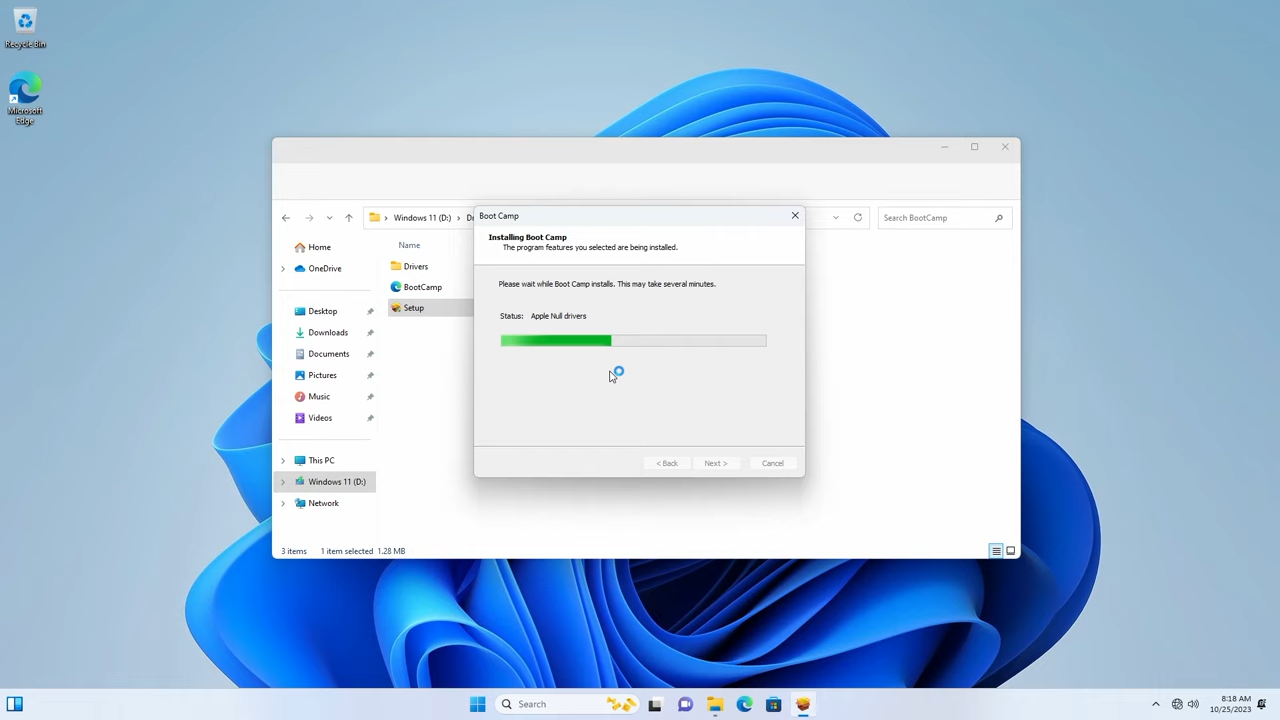 Recycle Bin
Microsoft
Edge
Windows 11 (D:)
Search BootCamp
Home
OneDrive
Desktop
Downloads
Documents
Pictures
Music
Videos
This PC
Windows 11 (D:)
Network
Name
Drivers
BootCamp
Setup
Boot Camp
Installing Boot Camp
The program features you selected are being installed.
Please wait while Boot Camp installs. This may take several minutes.
Status: Apple Null drivers
< Back Next > Cancel
3 items 1 item selected 1.28 MB
Search
8:18 AM
10/25/2023